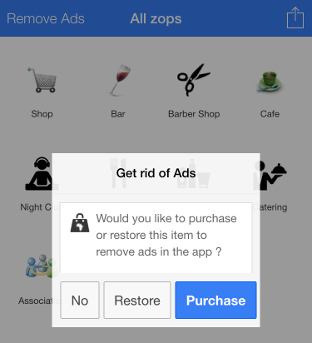 Remove Ads All zops
Shop Bar Barber Shop Cafe
Get rid of Ads
Night C
atering
Would you like to purchase
or restore this item to
remove ads in the app ?
Associat
No Restore Purchase